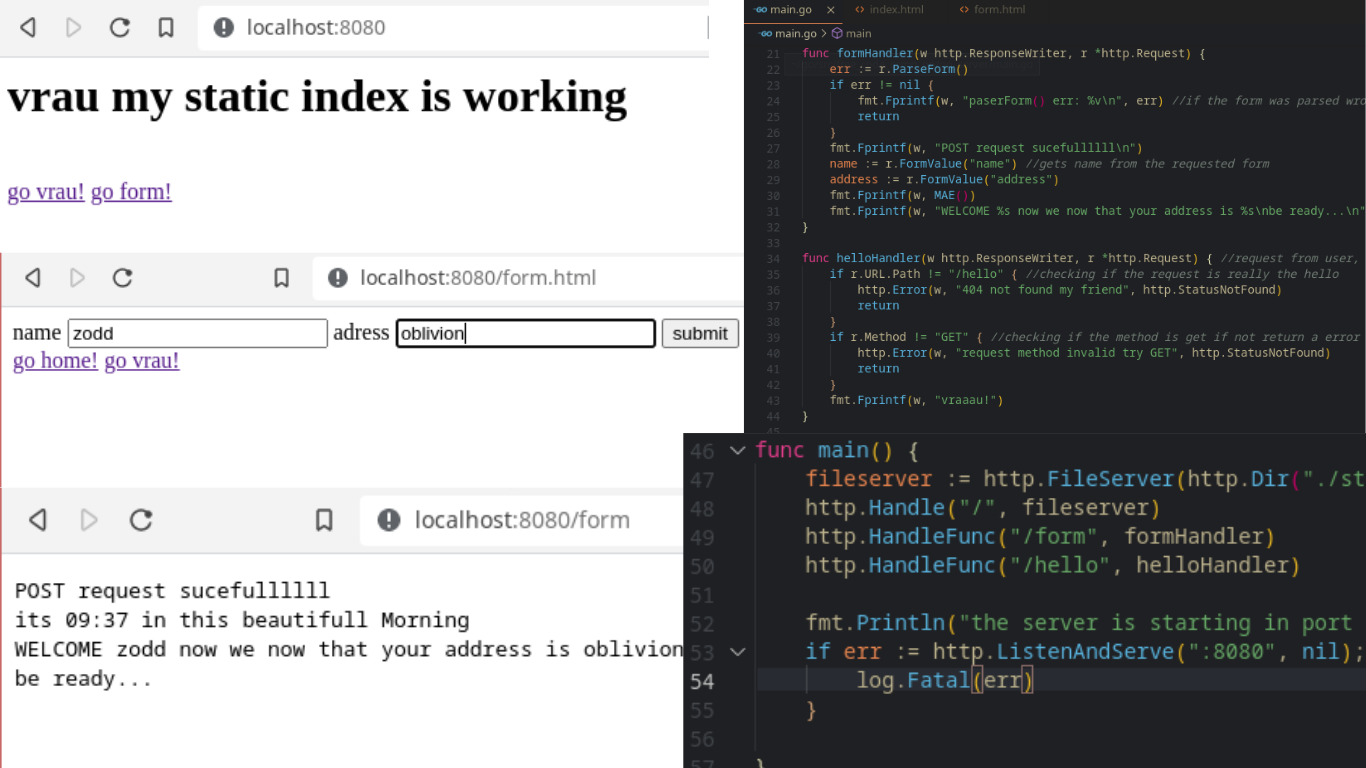 localhost:8080
vrau my static index is working
go vrau! go form!
localhost:8080/form.html
name zodd adress oblivion submit
go home! go vrau!
localhost:8080/form
POST request sucefullllll
its 09:37 in this beautifull Morning
WELCOME zodd now we now that your address is oblivion
be ready...
main.go index.html form.html
main.go > main
21 func formHandler(w http.ResponseWriter, r *http.Request) {
22 err := r.ParseForm()
23 if err != nil {
24 fmt.Fprintf(w, "paserForm() err: %v\n", err) //if the form was parsed wro
25 return
26 }
27 fmt.Fprintf(w, "POST request sucefullllll\n")
28 name := r.FormValue("name") //gets name from the requested form
29 address := r.FormValue("address")
30 fmt.Fprintf(w, MAE())
31 fmt.Fprintf(w, "WELCOME %s now we now that your address is %s\nbe ready...\n"
32 }
33
34 func helloHandler(w http.ResponseWriter, r *http.Request) { //request from user,
35 if r.URL.Path != "/hello" { //checking if the request is really the hello
36 http.Error(w, "404 not found my friend", http.StatusNotFound)
37 return
38 }
39 if r.Method != "GET" { //checking if the method is get if not return a error
40 http.Error(w, "request method invalid try GET", http.StatusNotFound)
41 return
42 }
43 fmt.Fprintf(w, "vraaau!")
44 }
46 func main() {
47 fileserver := http.FileServer(http.Dir("./st
48 http.Handle("/", fileserver)
49 http.HandleFunc("/form", formHandler)
50 http.HandleFunc("/hello", helloHandler)
51
52 fmt.Println("the server is starting in port
53 if err := http.ListenAndServe(":8080", nil);
54 log.Fatal(err)
55 }
56
57 }